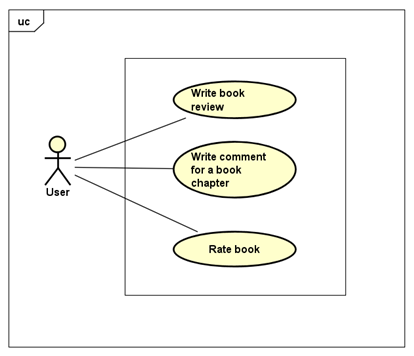 uc
Write book
review
Write comment
for a book
chapter
User
Rate book